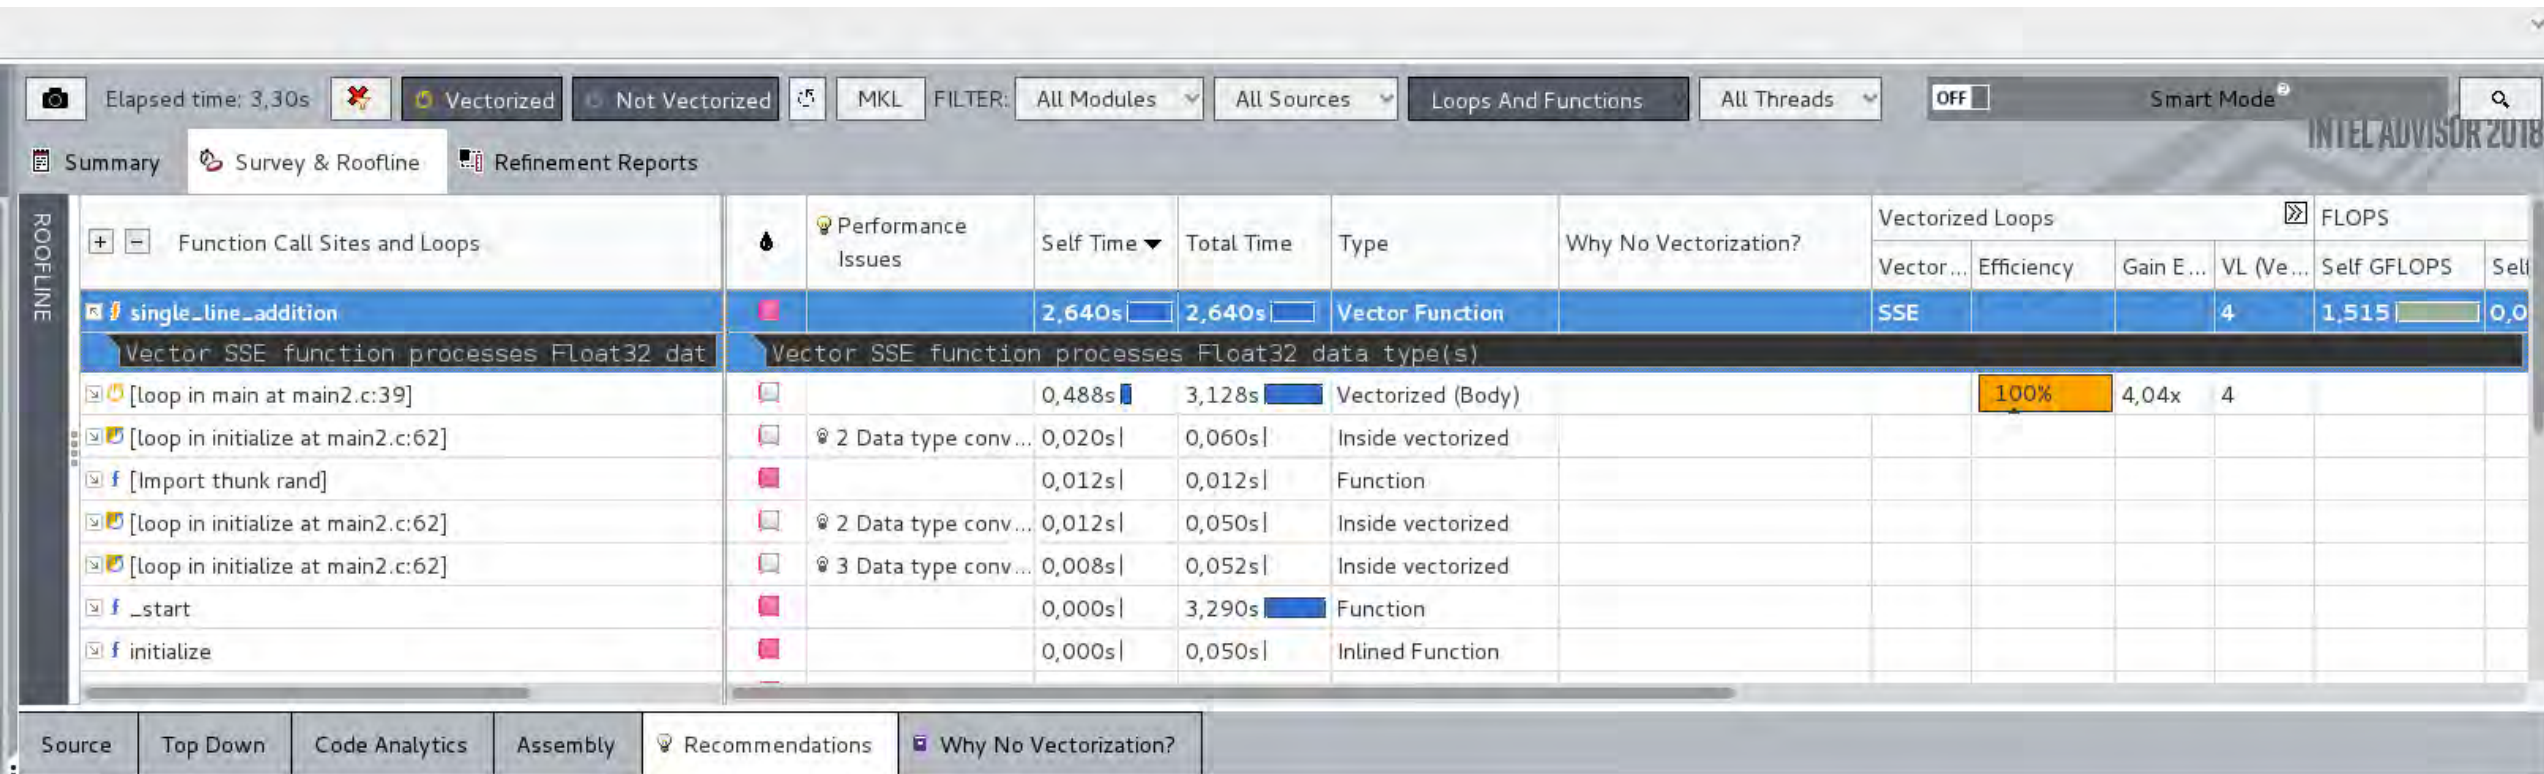 Elapsed time: 3,30s Vectorized Not Vectorized MKL FILTER: All Modules All Sources Loops And Functions All Threads OFF Smart Mode
INTEL ADVISOR 2018
Summary Survey & Roofline Refinement Reports
ROOFLINE
+ - Function Call Sites and Loops Performance Issues Self Time Total Time Type Why No Vectorization? Vectorized Loops FLOPS
Vector... Efficiency Gain E... VL (Ve... Self GFLOPS Self
single_line_addition 2,640s 2,640s Vector Function SSE 4 1,515 0,0
Vector SSE function processes Float32 dat Vector SSE function processes Float32 data type(s)
[loop in main at main2.c:39] 0,488s 3,128s Vectorized (Body) 100% 4,04x 4
[loop in initialize at main2.c:62] 2 Data type conv... 0,020s 0,060s Inside vectorized
f [Import thunk rand] 0,012s 0,012s Function
[loop in initialize at main2.c:62] 2 Data type conv... 0,012s 0,050s Inside vectorized
[loop in initialize at main2.c:62] 3 Data type conv... 0,008s 0,052s Inside vectorized
f _start 0,000s 3,290s Function
f initialize 0,000s 0,050s Inlined Function
Source Top Down Code Analytics Assembly Recommendations Why No Vectorization?